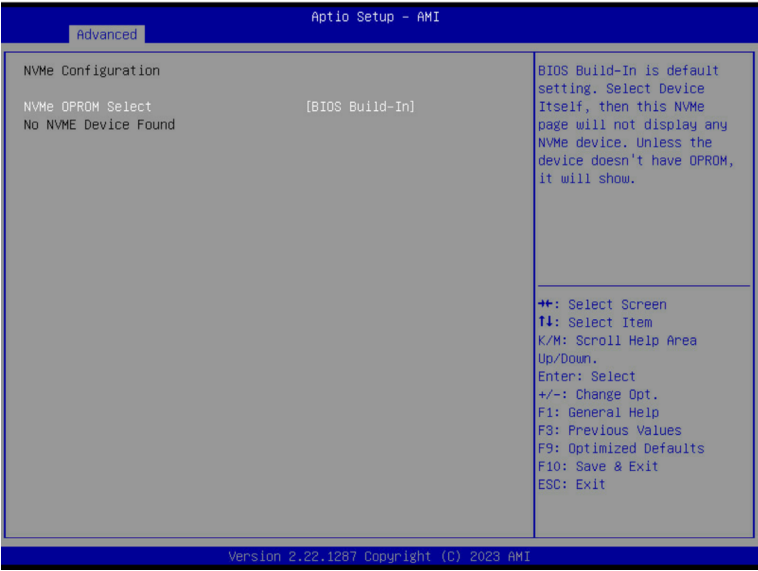 Aptio Setup – AMI
Advanced
NVMe Configuration
NVMe OPROM Select [BIOS Build-In]
No NVME Device Found
BIOS Build-In is default
setting. Select Device
Itself, then this NVMe
page will not display any
NVMe device. Unless the
device doesn't have OPROM,
it will show.
→←: Select Screen
↑↓: Select Item
K/M: Scroll Help Area
Up/Down.
Enter: Select
+/-: Change Opt.
F1: General Help
F3: Previous Values
F9: Optimized Defaults
F10: Save & Exit
ESC: Exit
Version 2.22.1287 Copyright (C) 2023 AMI